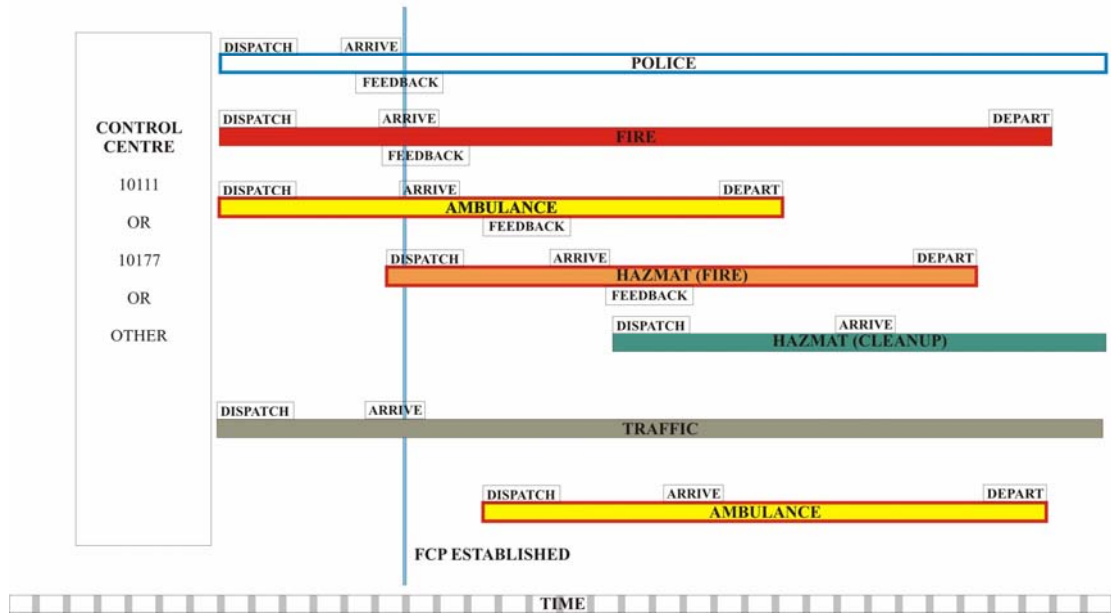 DISPATCH ARRIVE
POLICE
FEEDBACK
CONTROL
CENTRE
10111
OR
10177
OR
OTHER
DISPATCH ARRIVE DEPART
FIRE
FEEDBACK
DISPATCH ARRIVE DEPART
AMBULANCE
FEEDBACK
DISPATCH ARRIVE DEPART
HAZMAT (FIRE)
FEEDBACK
DISPATCH ARRIVE
HAZMAT (CLEANUP)
DISPATCH ARRIVE
TRAFFIC
DISPATCH ARRIVE DEPART
AMBULANCE
FCP ESTABLISHED
TIME